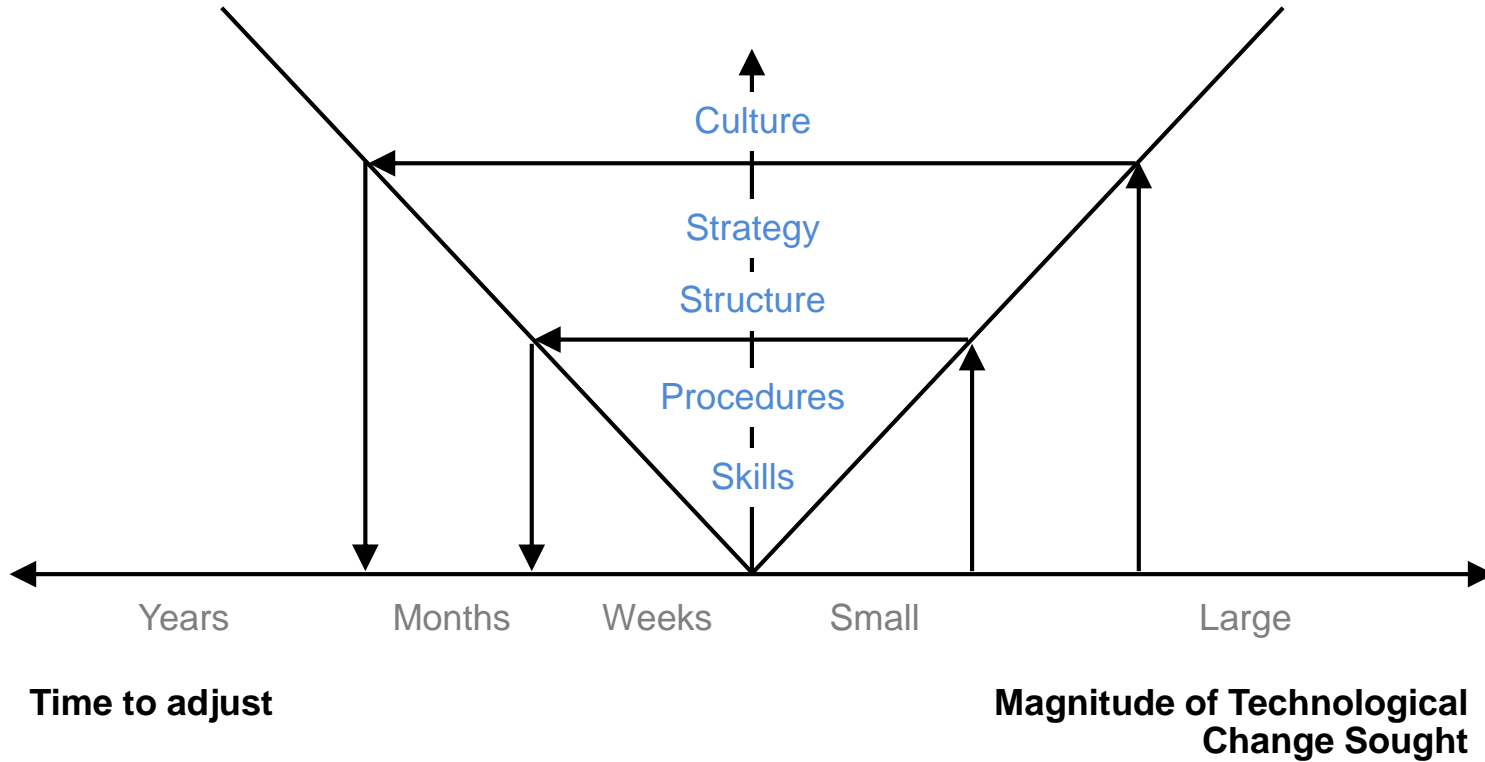 Culture
Strategy
Structure
Procedures
Skills
Years
Months
Weeks
Small
Large
Time to adjust
Magnitude of Technological
Change Sought